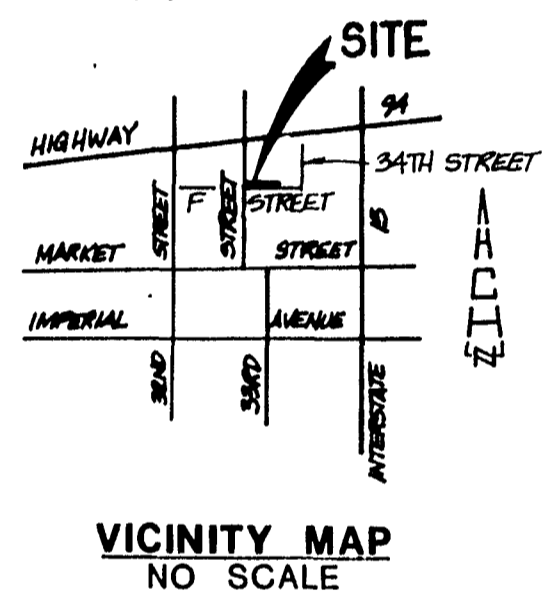 SITE
HIGHWAY
94
34TH STREET
F STREET
STREET
STREET
15
MARKET STREET
IMPERIAL AVENUE
32ND
33RD
INTERSTATE
N
VICINITY MAP
NO SCALE